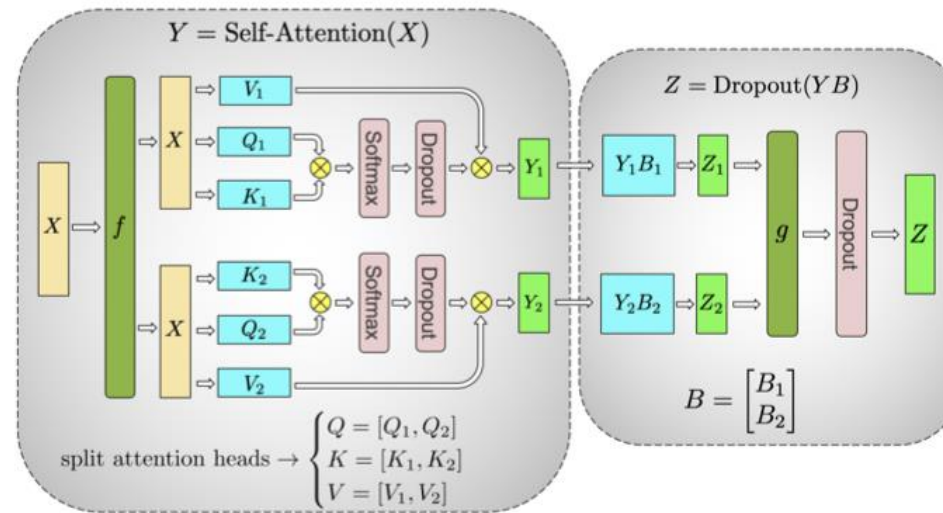 Y = Self-Attention(X)
X
f
X
V₁
Q₁
K₁
Softmax
Dropout
Y₁
X
K₂
Q₂
V₂
Softmax
Dropout
Y₂
split attention heads → { Q = [Q₁, Q₂]
K = [K₁, K₂]
V = [V₁, V₂]
Z = Dropout(YB)
Y₁B₁
Z₁
Y₂B₂
Z₂
g
Dropout
Z
B = [B₁
B₂]